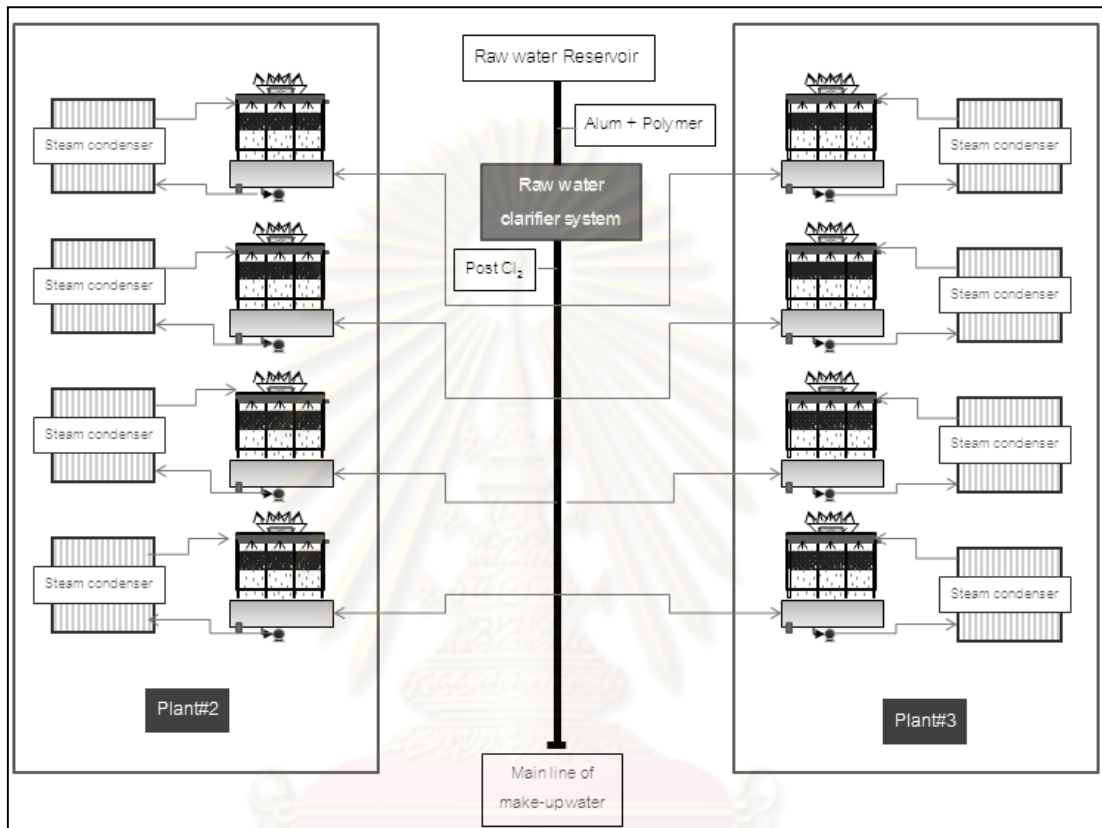 Raw water Reservoir
Alum + Polymer
Raw water
clarifier system
Post Cl₂
Steam condenser
Steam condenser
Steam condenser
Steam condenser
Plant#2
Steam condenser
Steam condenser
Steam condenser
Steam condenser
Plant#3
Main line of
make-up water